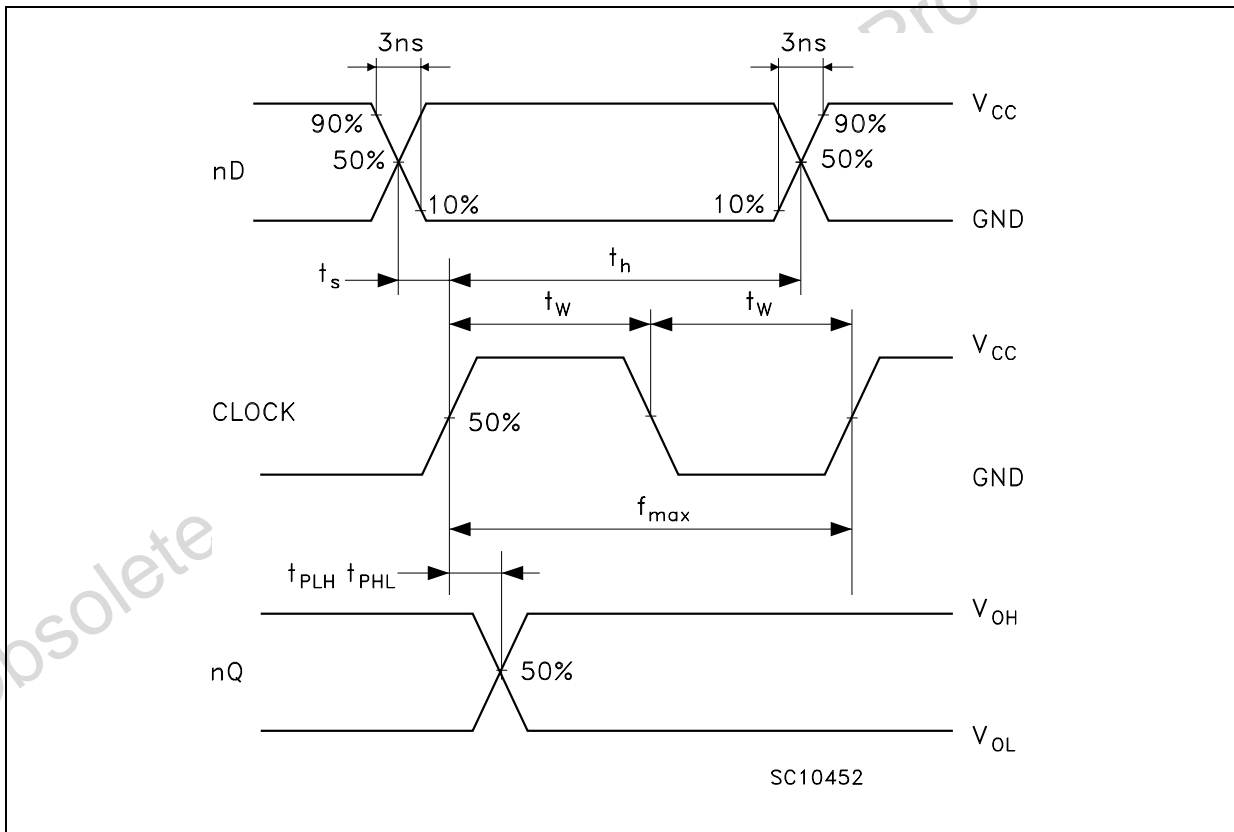 3ns 3ns
V_CC
90% 90%
50% 50%
nD
10% 10%
GND
t_s t_h
t_W t_W
V_CC
CLOCK
50%
GND
f_max
t_PLH t_PHL
V_OH
nQ
50%
V_OL
SC10452
bsolete